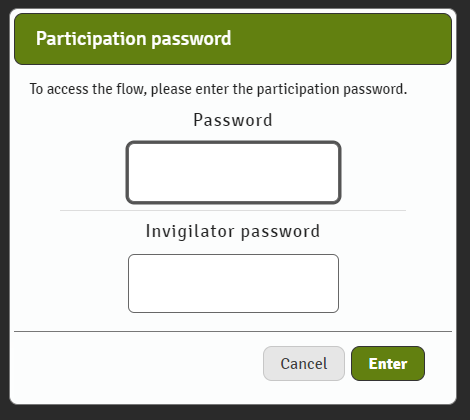 Participation password
To access the flow, please enter the participation password.
Password
Invigilator password
Cancel
Enter